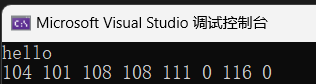 Microsoft Visual Studio 调试控制台
hello
104 101 108 108 111 0 116 0